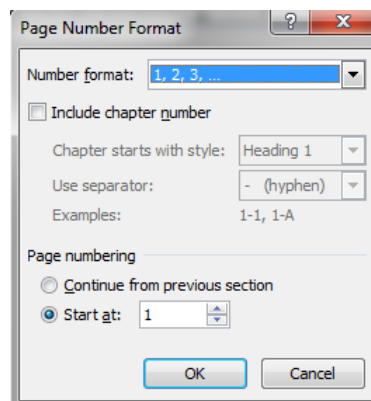 Page Number Format
Number format: 1, 2, 3, ...
Include chapter number
Chapter starts with style: Heading 1
Use separator: - (hyphen)
Examples: 1-1, 1-A
Page numbering
Continue from previous section
Start at: 1
OK Cancel